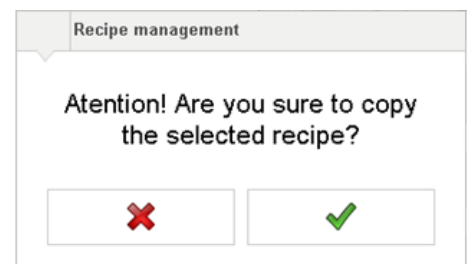 Recipe management
Atention! Are you sure to copy
the selected recipe?